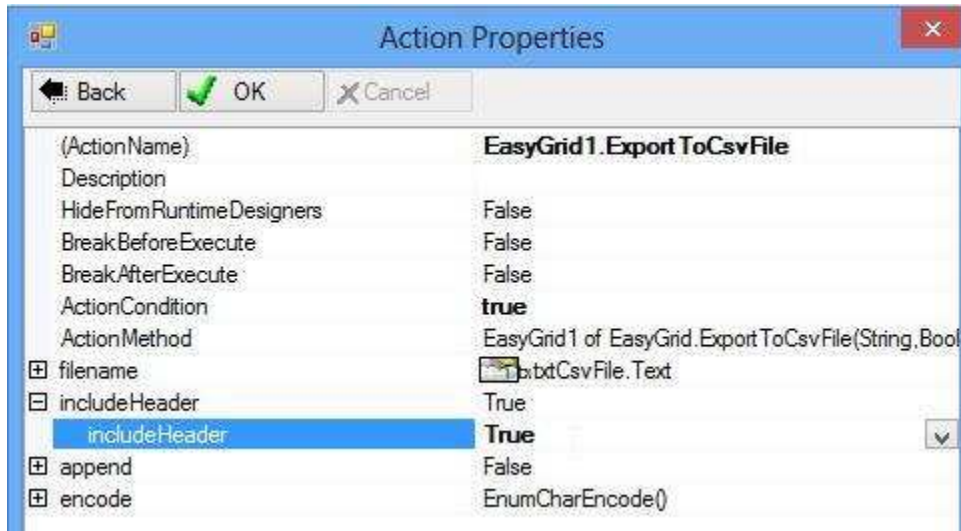 Action Properties
Back OK Cancel
(ActionName) EasyGrid1.ExportToCsvFile
Description
HideFromRuntimeDesigners False
BreakBeforeExecute False
BreakAfterExecute False
ActionCondition true
ActionMethod EasyGrid1 of EasyGrid.ExportToCsvFile(String,Bool
filename txtCsvFile.Text
includeHeader True
includeHeader True
append False
encode EnumCharEncode()